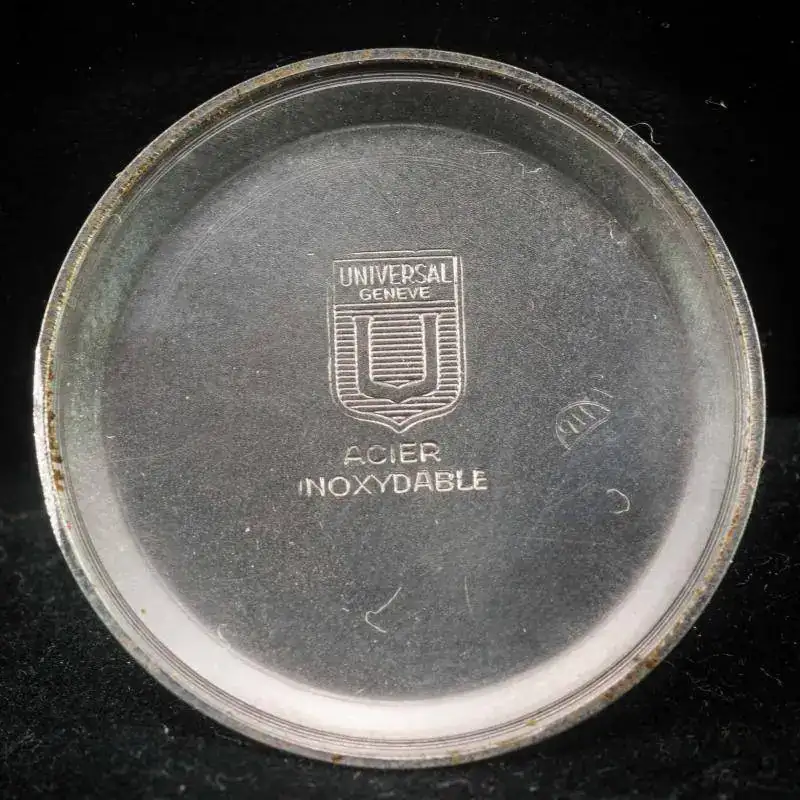 UNIVERSAL
GENEVE
U
ACIER
INOXYDABLE